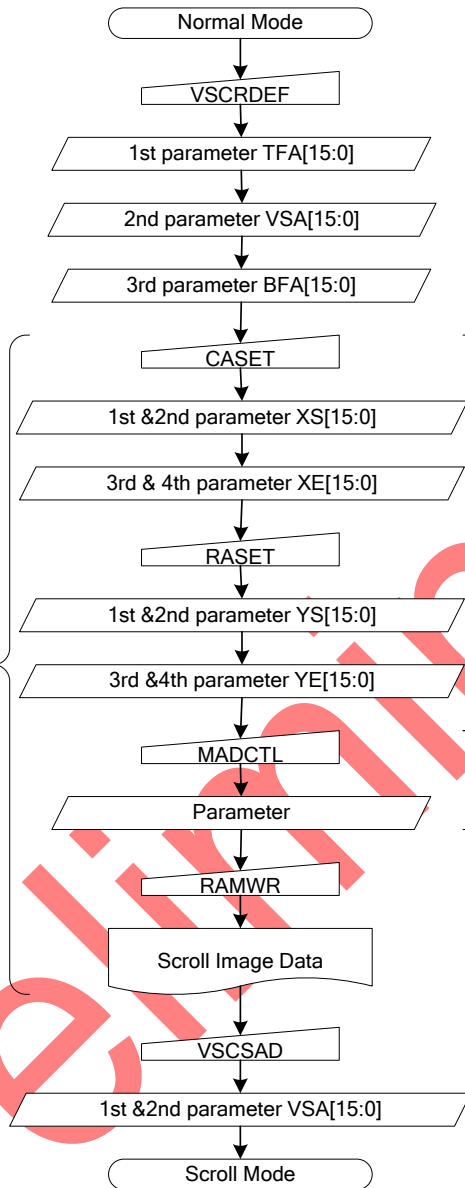 Normal Mode
VSCRDEF
1st parameter TFA[15:0]
2nd parameter VSA[15:0]
3rd parameter BFA[15:0]
CASET
1st &2nd parameter XS[15:0]
3rd & 4th parameter XE[15:0]
RASET
1st &2nd parameter YS[15:0]
3rd &4th parameter YE[15:0]
MADCTL
Parameter
RAMWR
Scroll Image Data
VSCSAD
1st &2nd parameter VSA[15:0]
Scroll Mode
elimin